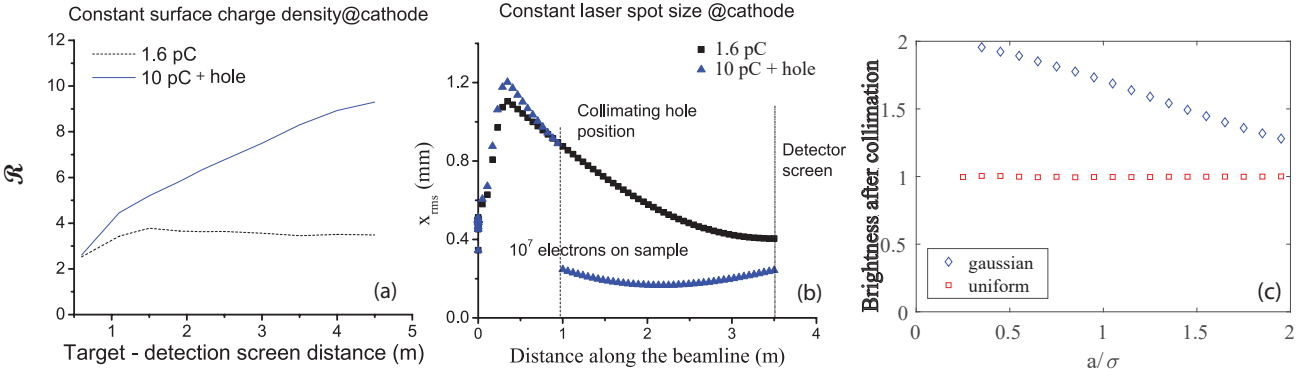 Constant surface charge density@cathode
12
10
8
6
4
2
0
ℛ
1.6 pC
10 pC + hole
(a)
1
2
3
4
5
Target - detection screen distance (m)
Constant laser spot size @cathode
1.2
0.8
0.4
0.0
x_rms (mm)
1.6 pC
10 pC + hole
Collimating hole
position
Detector
screen
10⁷ electrons on sample
(b)
0
1
2
3
4
Distance along the beamline (m)
2
1.5
1
0.5
0
Brightness after collimation
gaussian
uniform
(c)
0
0.5
1
1.5
2
a/σ